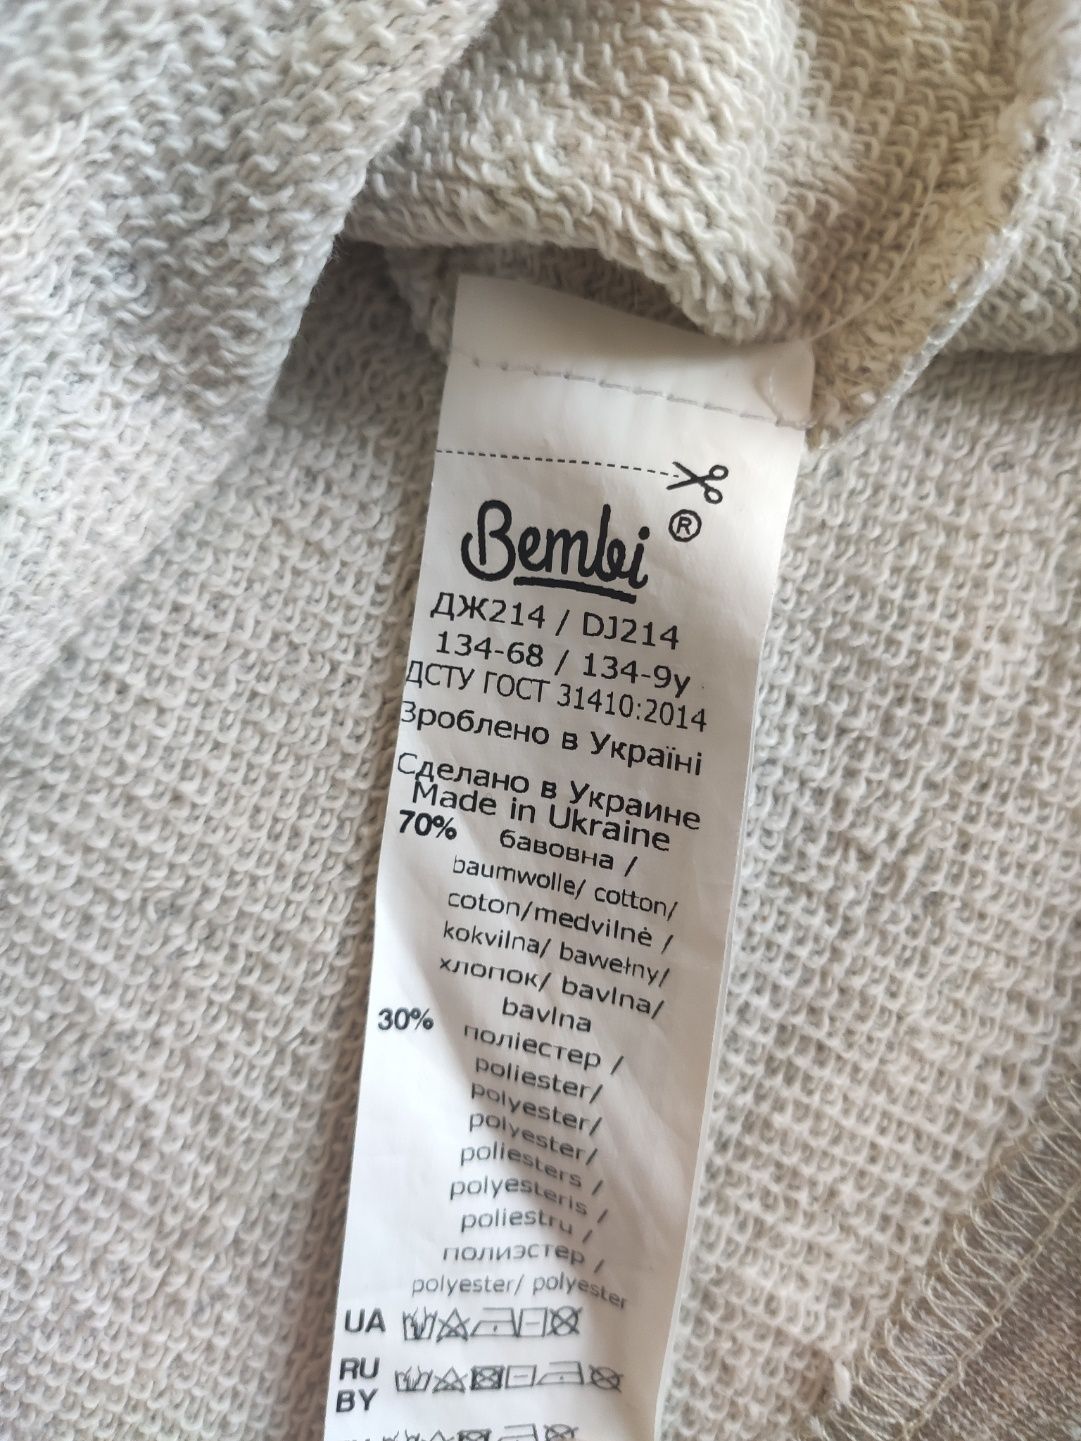 Bembi ®
ДЖ214 / DJ214
134-68 / 134-9y
ДСТУ ГОСТ 31410:2014
Зроблено в Україні
Сделано в Украине
Made in Ukraine
70% бавовна /
baumwolle/ cotton/
coton/medvilnė /
kokvilna/ bawełny/
хлопок/ bavlna/
bavlna
30% поліестер /
poliester/
polyester/
polyester/
poliesters /
polyesteris /
poliestru /
полиэстер /
polyester/ polyester
UA
RU
BY